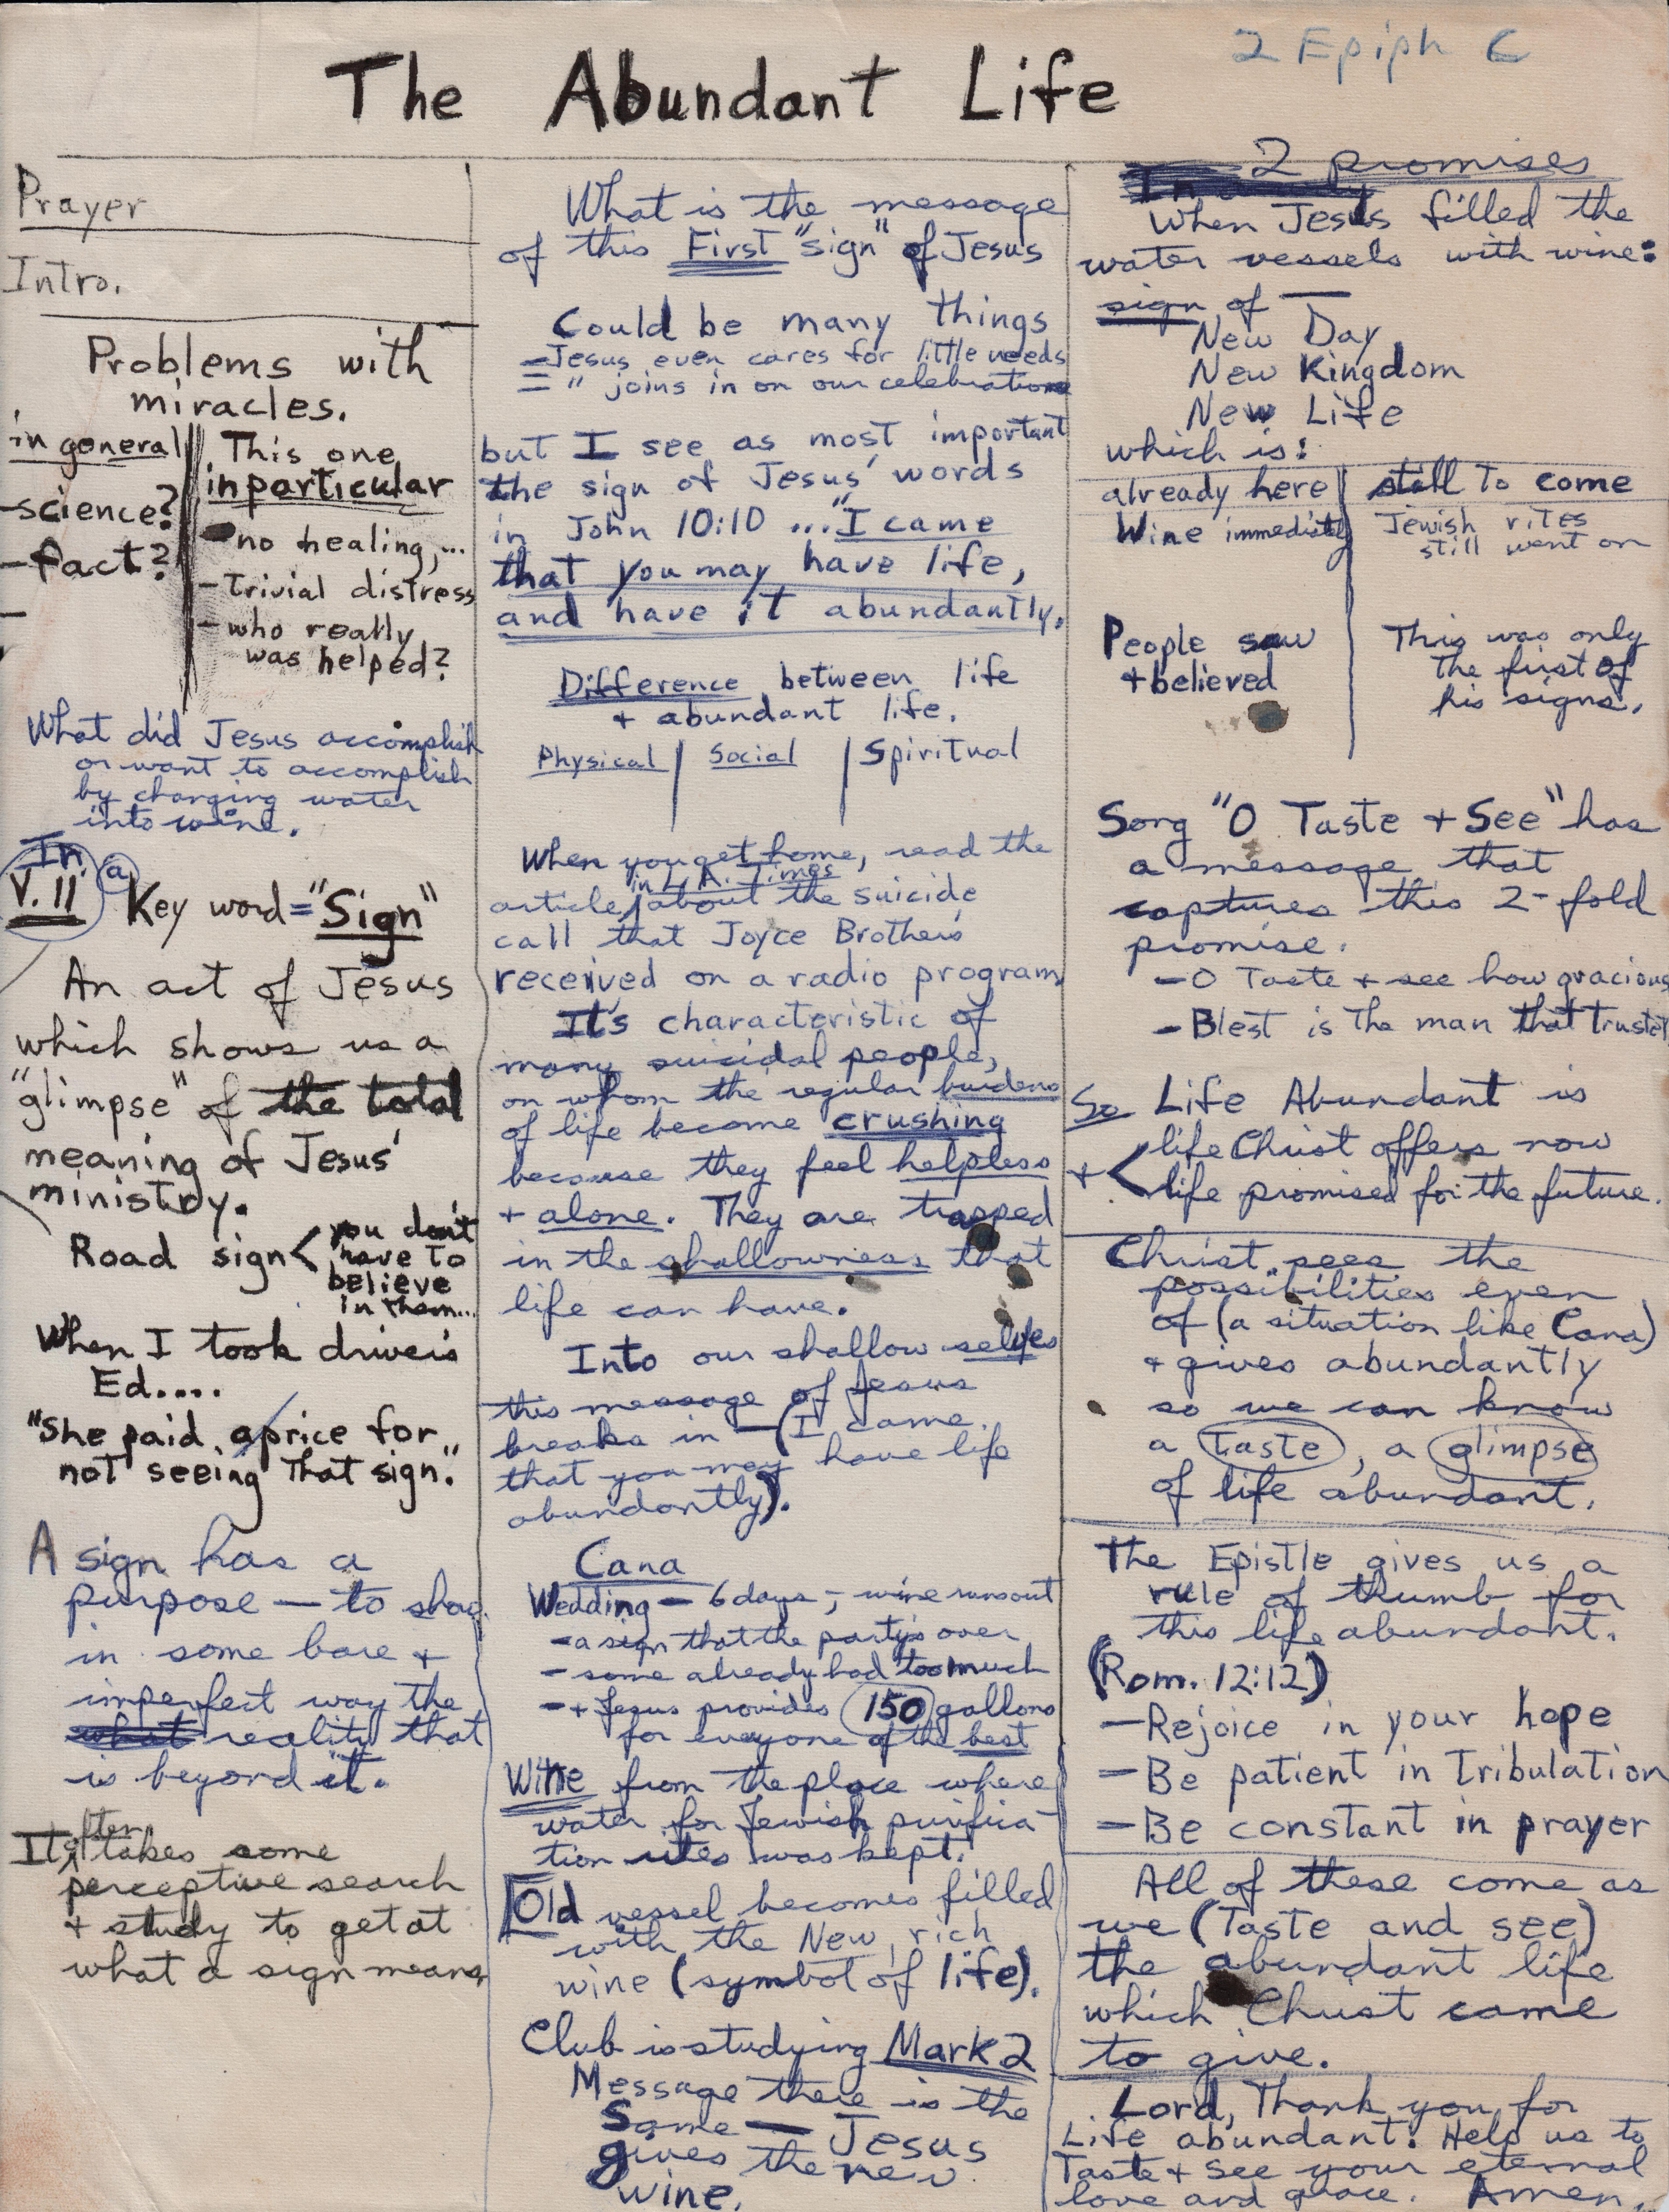 2 Epiph C
The Abundant Life
Prayer
Intro.
Problems with
miracles.
in general
-science?
-fact?
-
This one
in particular
-no healing,...
-trivial distress
-who really
was helped?
What did Jesus accomplish
or want to accomplish
by changing water
into wine.
In
V. 11 a
Key word = "Sign"
An act of Jesus
which shows us a
"glimpse" of the total
meaning of Jesus'
ministry.
Road sign < you don't
have to
believe
in them...
When I took driver's
Ed....
"She paid a price for
not seeing that sign."
A sign has a
purpose — to show
in some bare +
imperfect way the
what reality that
is beyond it.
It often takes some
perceptive search
+ study to get at
what a sign means
What is the message
of this First "sign" of Jesus
Could be many things
- Jesus even cares for little needs
= " joins in on our celebrations
but I see as most important
the sign of Jesus' words
in John 10:10 ... "I came
that you may have life,
and have it abundantly.
Difference between life
+ abundant life.
Physical | Social | Spiritual
When you get home, read the
in L.A. Times
article about the suicide
call that Joyce Brothers
received on a radio program
It's characteristic of
many suicidal people,
on whom the regular burdens
of life become crushing
because they feel helpless
+ alone. They are trapped
in the shallowness that
life can have.
Into our shallow selves
this message of Jesus
breaks in — (I came
that you may have life
abundantly).
Cana
Wedding — 6 days, - wine runs out
- a sign that the party's over
- some already had too much
- + Jesus provides 150 gallons
for everyone of the best
Wine from the place where
water for Jewish purifica-
tion rites was kept.
Old vessel becomes filled
with the New, rich
wine (symbol of life).
Club is studying Mark 2
Message there is the
Same — Jesus
gives the new
wine.
2 promises
In a
When Jesus filled the
water vessels with wine:
sign of —
New Day
New Kingdom
New Life
which is:
already here | still To come
Wine immediately | Jewish rites
still went on
People saw
+ believed
This was only
the first of
his signs.
Song "O Taste + See" has
a message that
captures this 2-fold
promise.
- O Taste + see how gracious
- Blest is the man that trusteth
So Life Abundant is
life Christ offers now
+ < life promised for the future.
Christ sees the
possibilities even
of (a situation like Cana)
+ gives abundantly
so we can know
a taste, a glimpse
of life abundant.
The Epistle gives us a
rule of thumb for
this life abundant.
(Rom. 12:12)
- Rejoice in your hope
- Be patient in Tribulation
- Be constant in prayer
All of these come as
we (Taste and see)
the abundant life
which Christ came
to give.
Lord, Thank you for
Life abundant. Help us to
Taste + See your eternal
love and grace. Amen.